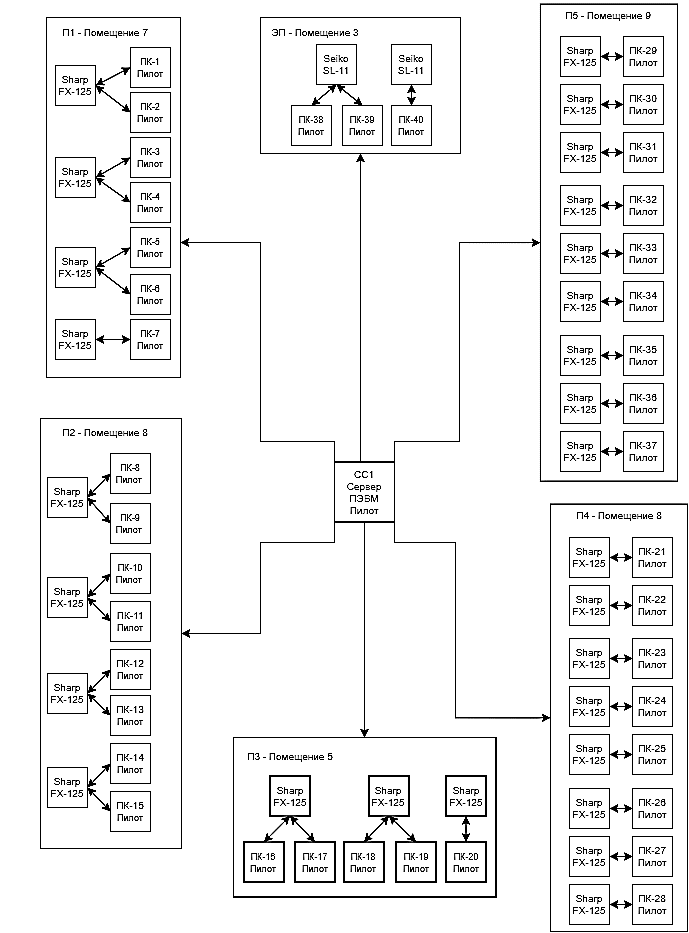 П1 - Помещение 7
Sharp
FX-125
ПК-1
Пилот
ПК-2
Пилот
Sharp
FX-125
ПК-3
Пилот
ПК-4
Пилот
Sharp
FX-125
ПК-5
Пилот
ПК-6
Пилот
Sharp
FX-125
ПК-7
Пилот
ЭП - Помещение 3
Seiko
SL-11
Seiko
SL-11
ПК-38
Пилот
ПК-39
Пилот
ПК-40
Пилот
П5 - Помещение 9
Sharp
FX-125
ПК-29
Пилот
Sharp
FX-125
ПК-30
Пилот
Sharp
FX-125
ПК-31
Пилот
Sharp
FX-125
ПК-32
Пилот
Sharp
FX-125
ПК-33
Пилот
Sharp
FX-125
ПК-34
Пилот
Sharp
FX-125
ПК-35
Пилот
Sharp
FX-125
ПК-36
Пилот
Sharp
FX-125
ПК-37
Пилот
П2 - Помещение 8
Sharp
FX-125
ПК-8
Пилот
ПК-9
Пилот
Sharp
FX-125
ПК-10
Пилот
ПК-11
Пилот
Sharp
FX-125
ПК-12
Пилот
ПК-13
Пилот
Sharp
FX-125
ПК-14
Пилот
ПК-15
Пилот
СС1
Сервер
ПЭВМ
Пилот
П4 - Помещение 8
Sharp
FX-125
ПК-21
Пилот
Sharp
FX-125
ПК-22
Пилот
Sharp
FX-125
ПК-23
Пилот
Sharp
FX-125
ПК-24
Пилот
Sharp
FX-125
ПК-25
Пилот
Sharp
FX-125
ПК-26
Пилот
Sharp
FX-125
ПК-27
Пилот
Sharp
FX-125
ПК-28
Пилот
П3 - Помещение 5
Sharp
FX-125
Sharp
FX-125
Sharp
FX-125
ПК-16
Пилот
ПК-17
Пилот
ПК-18
Пилот
ПК-19
Пилот
ПК-20
Пилот